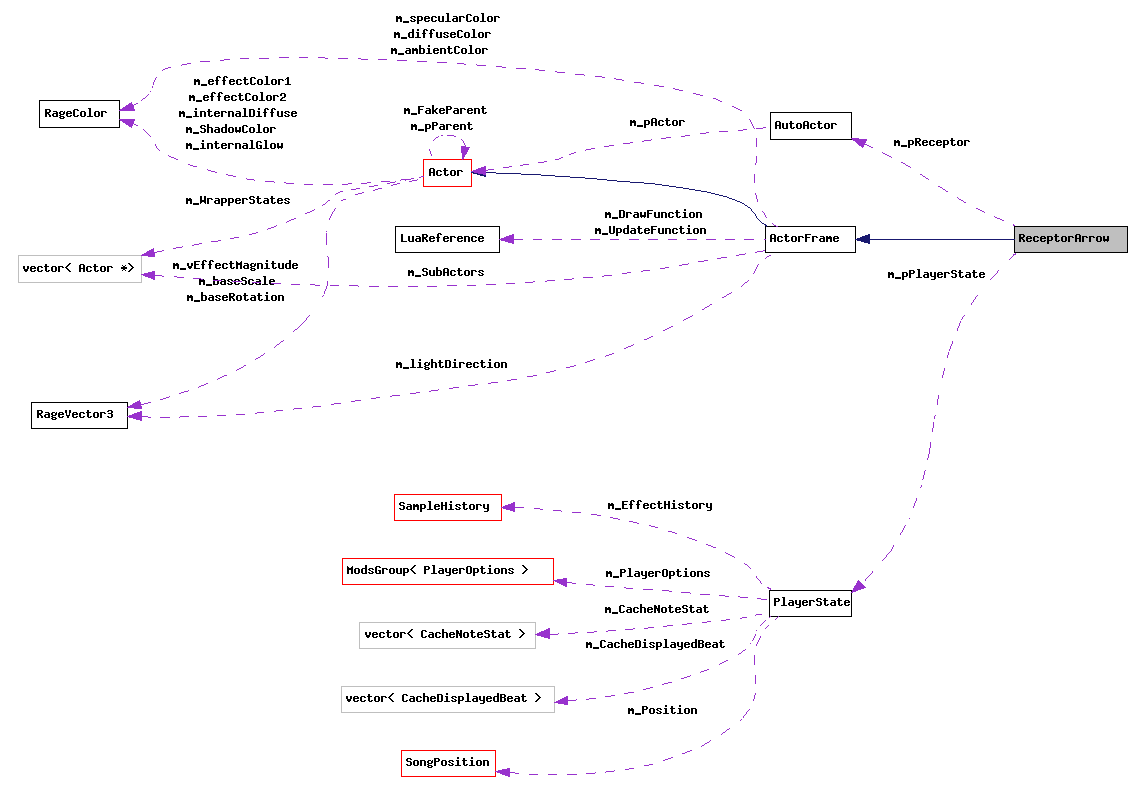 m_specularColor
m_diffuseColor
m_ambientColor
m_effectColor1
m_effectColor2
m_internalDiffuse
m_ShadowColor
m_internalGlow
RageColor
m_FakeParent
m_pParent
m_pActor
AutoActor
m_pReceptor
Actor
m_WrapperStates
m_DrawFunction
m_UpdateFunction
LuaReference
ActorFrame
ReceptorArrow
vector< Actor *>
m_vEffectMagnitude
m_baseScale
m_baseRotation
m_SubActors
m_pPlayerState
m_lightDirection
RageVector3
SampleHistory
m_EffectHistory
ModsGroup< PlayerOptions >
m_PlayerOptions
PlayerState
m_CacheNoteStat
vector< CacheNoteStat >
m_CacheDisplayedBeat
vector< CacheDisplayedBeat >
m_Position
SongPosition